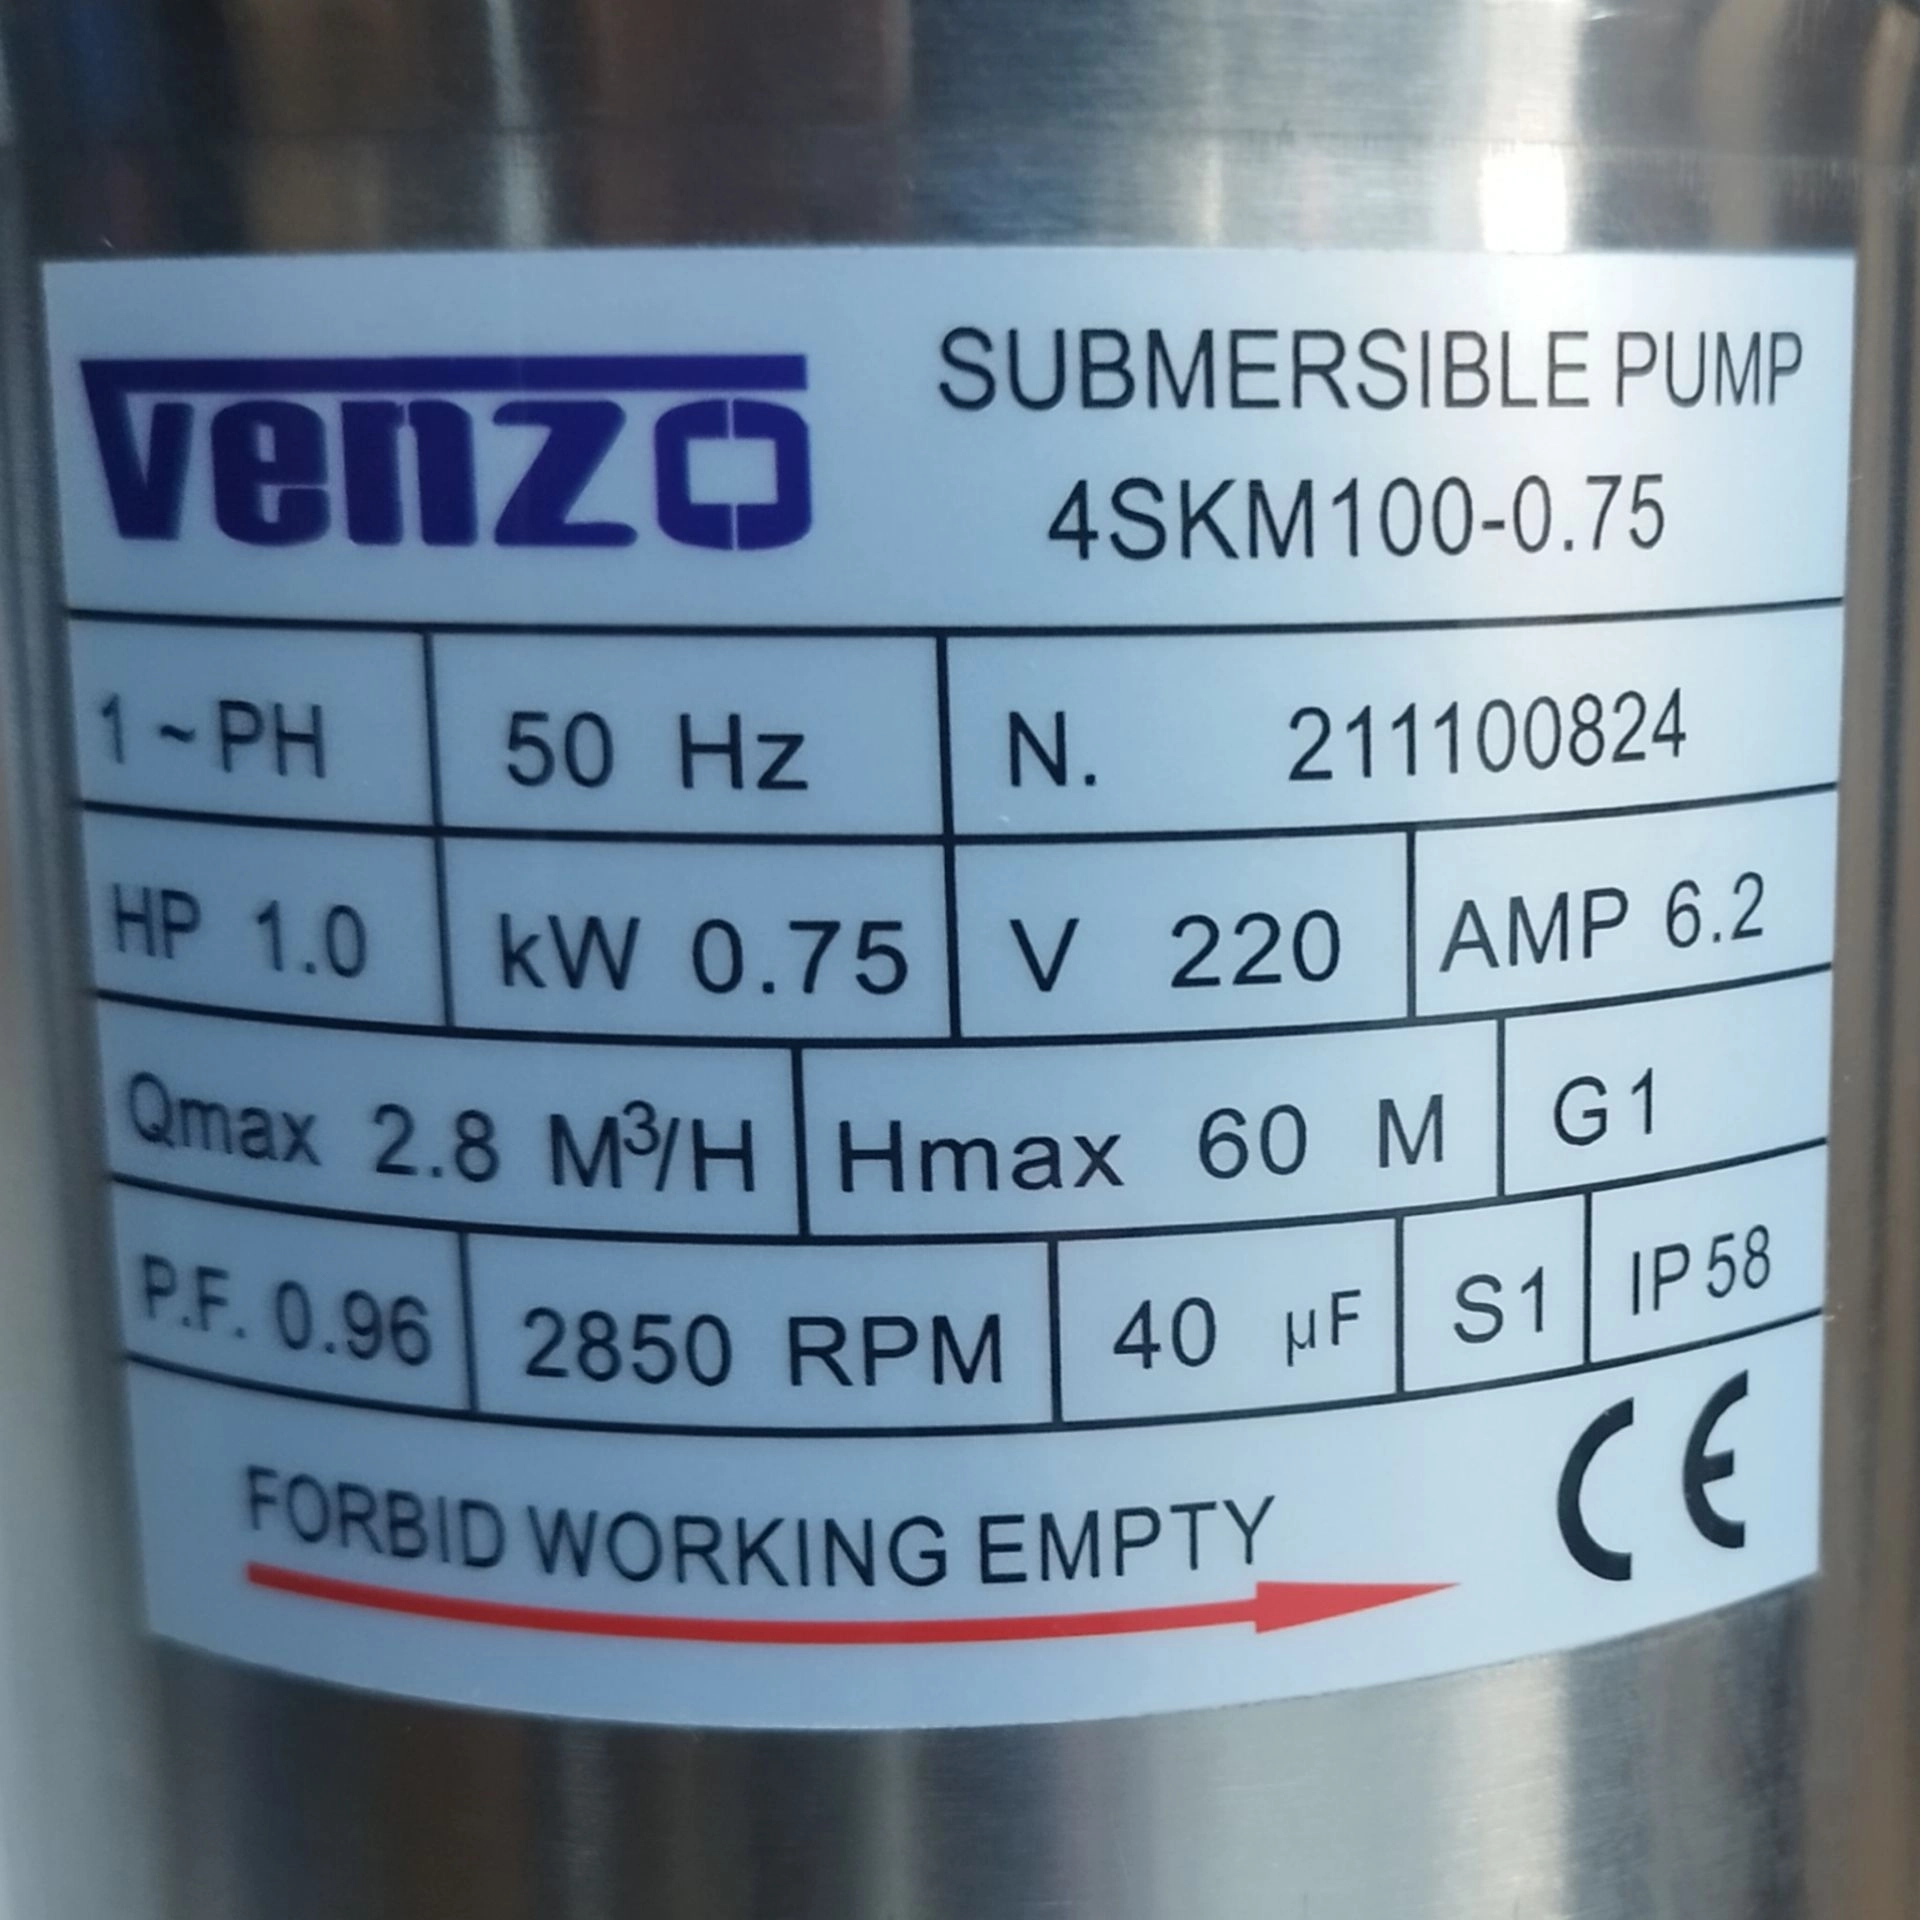 venzo
SUBMERSIBLE PUMP
4SKM100-0.75
1~PH 50 Hz N. 211100824
HP 1.0 kW 0.75 V 220 AMP 6.2
Qmax 2.8 M³/H Hmax 60 M G1
P.F. 0.96 2850 RPM 40 µF S1 IP58
FORBID WORKING EMPTY
CE